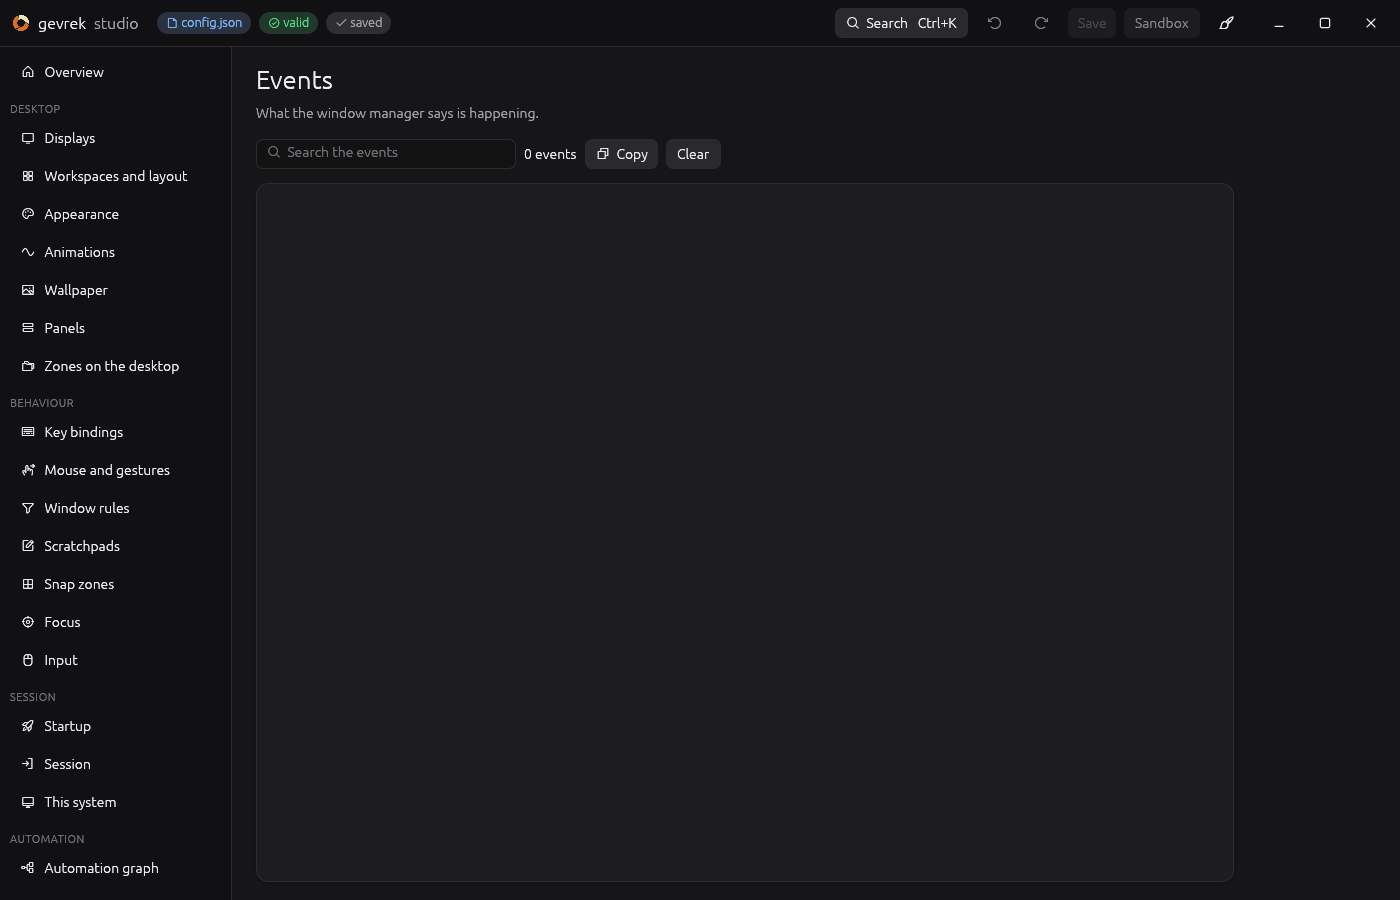 gevrek studio config.json valid saved Search Ctrl+K Save Sandbox
Overview
DESKTOP
Displays
Workspaces and layout
Appearance
Animations
Wallpaper
Panels
Zones on the desktop
BEHAVIOUR
Key bindings
Mouse and gestures
Window rules
Scratchpads
Snap zones
Focus
Input
SESSION
Startup
Session
This system
AUTOMATION
Automation graph
Events
What the window manager says is happening.
Search the events 0 events Copy Clear